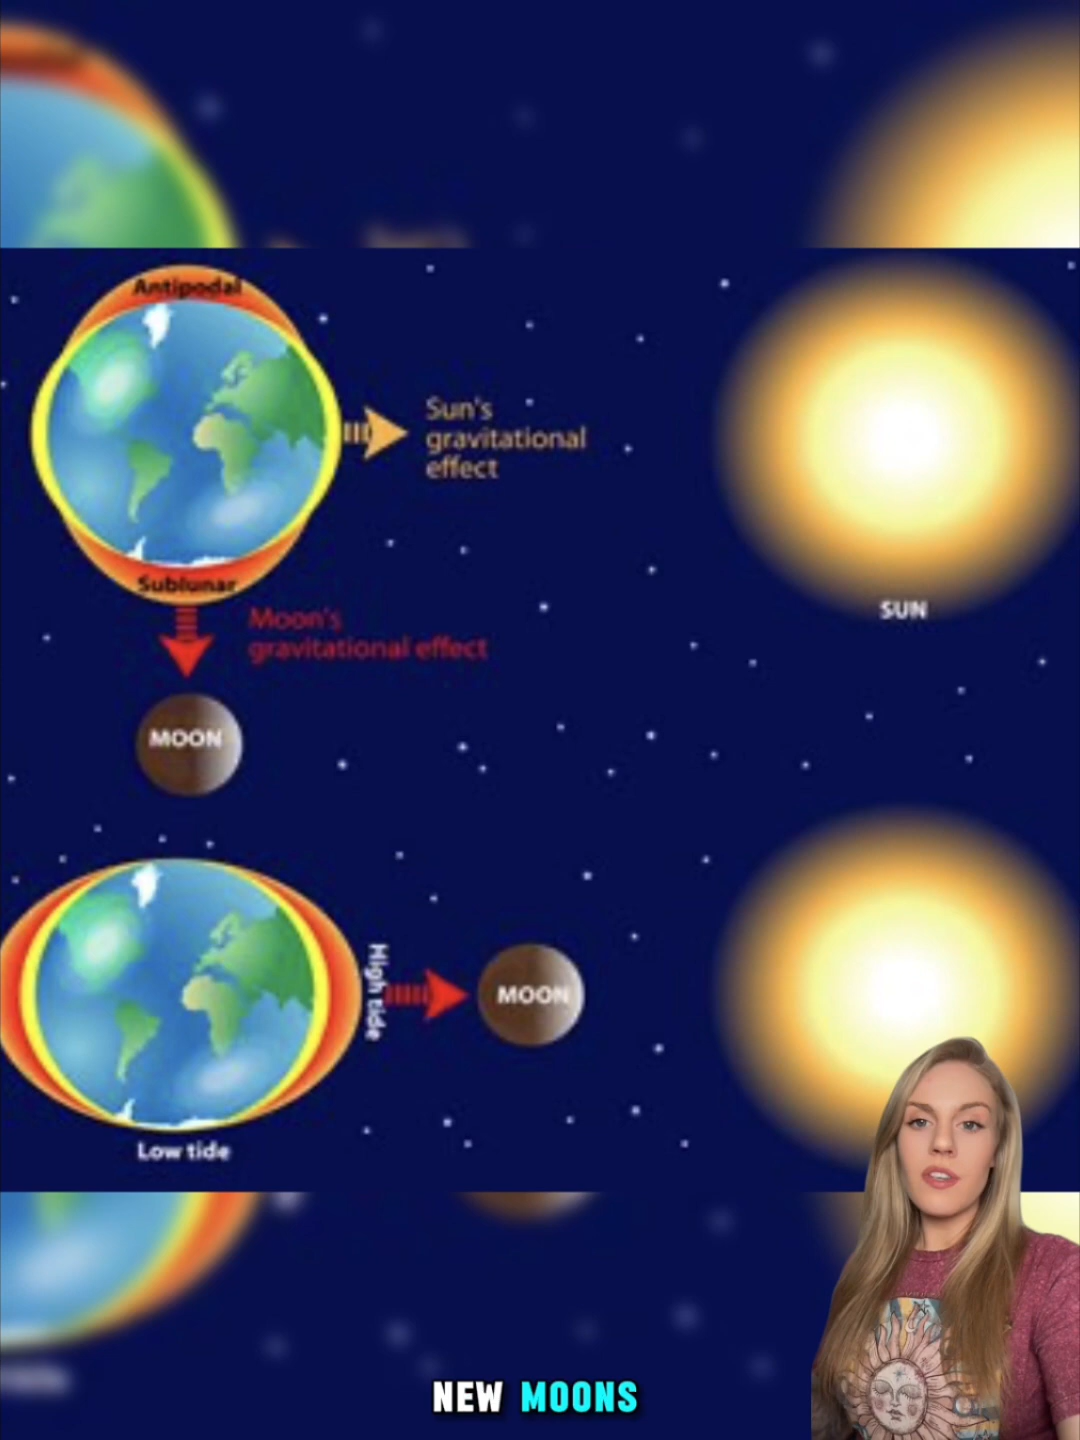 Antipodal
Sun's
gravitational
effect
Sublunar
Moon's
gravitational effect
SUN
MOON
High tide
MOON
Low tide
NEW MOONS